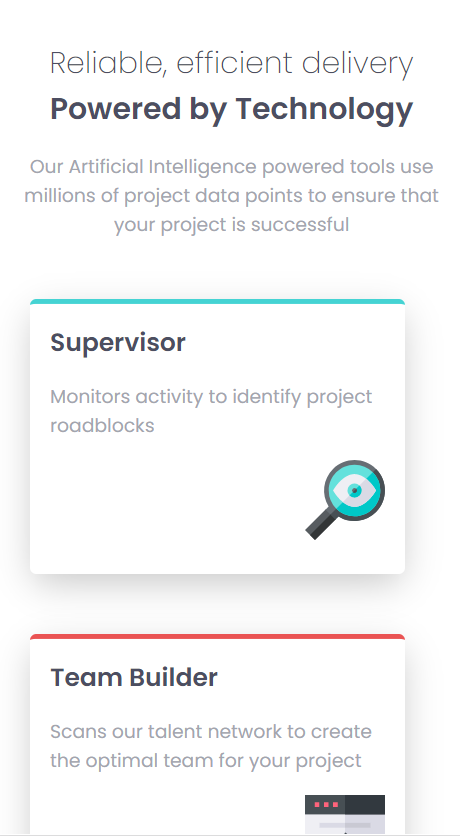 Reliable, efficient delivery
Powered by Technology
Our Artificial Intelligence powered tools use
millions of project data points to ensure that
your project is successful
Supervisor
Monitors activity to identify project
roadblocks
Team Builder
Scans our talent network to create
the optimal team for your project